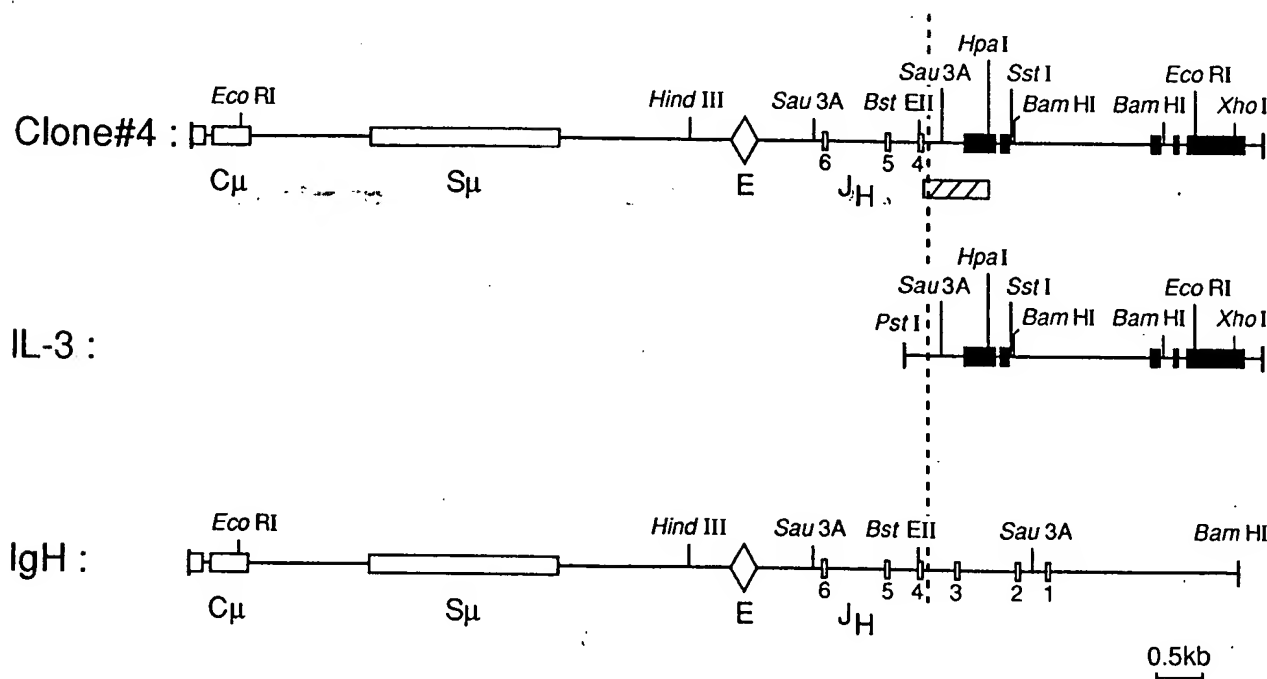 Clone#4 :
Eco RI
Hind III
Sau 3A
Bst EII
Sau 3A
Hpa I
Sst I
Bam HI
Bam HI
Eco RI
Xho I
Cμ
Sμ
E
6
5
4
JH
IL-3 :
Pst I
Sau 3A
Hpa I
Sst I
Bam HI
Bam HI
Eco RI
Xho I
IgH :
Eco RI
Hind III
Sau 3A
Bst EII
Sau 3A
Bam HI
Cμ
Sμ
E
6
5
4
3
2
1
JH
0.5kb